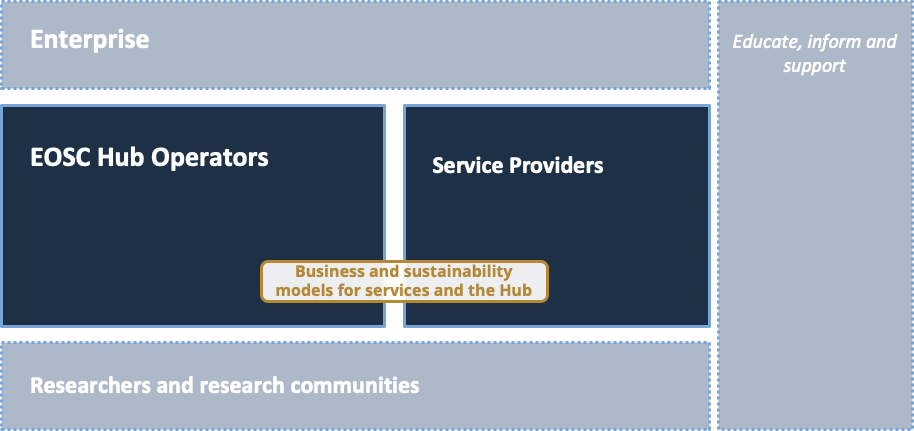 Enterprise
Educate, inform and
support
EOSC Hub Operators
Service Providers
Business and sustainability
models for services and the Hub
Researchers and research communities